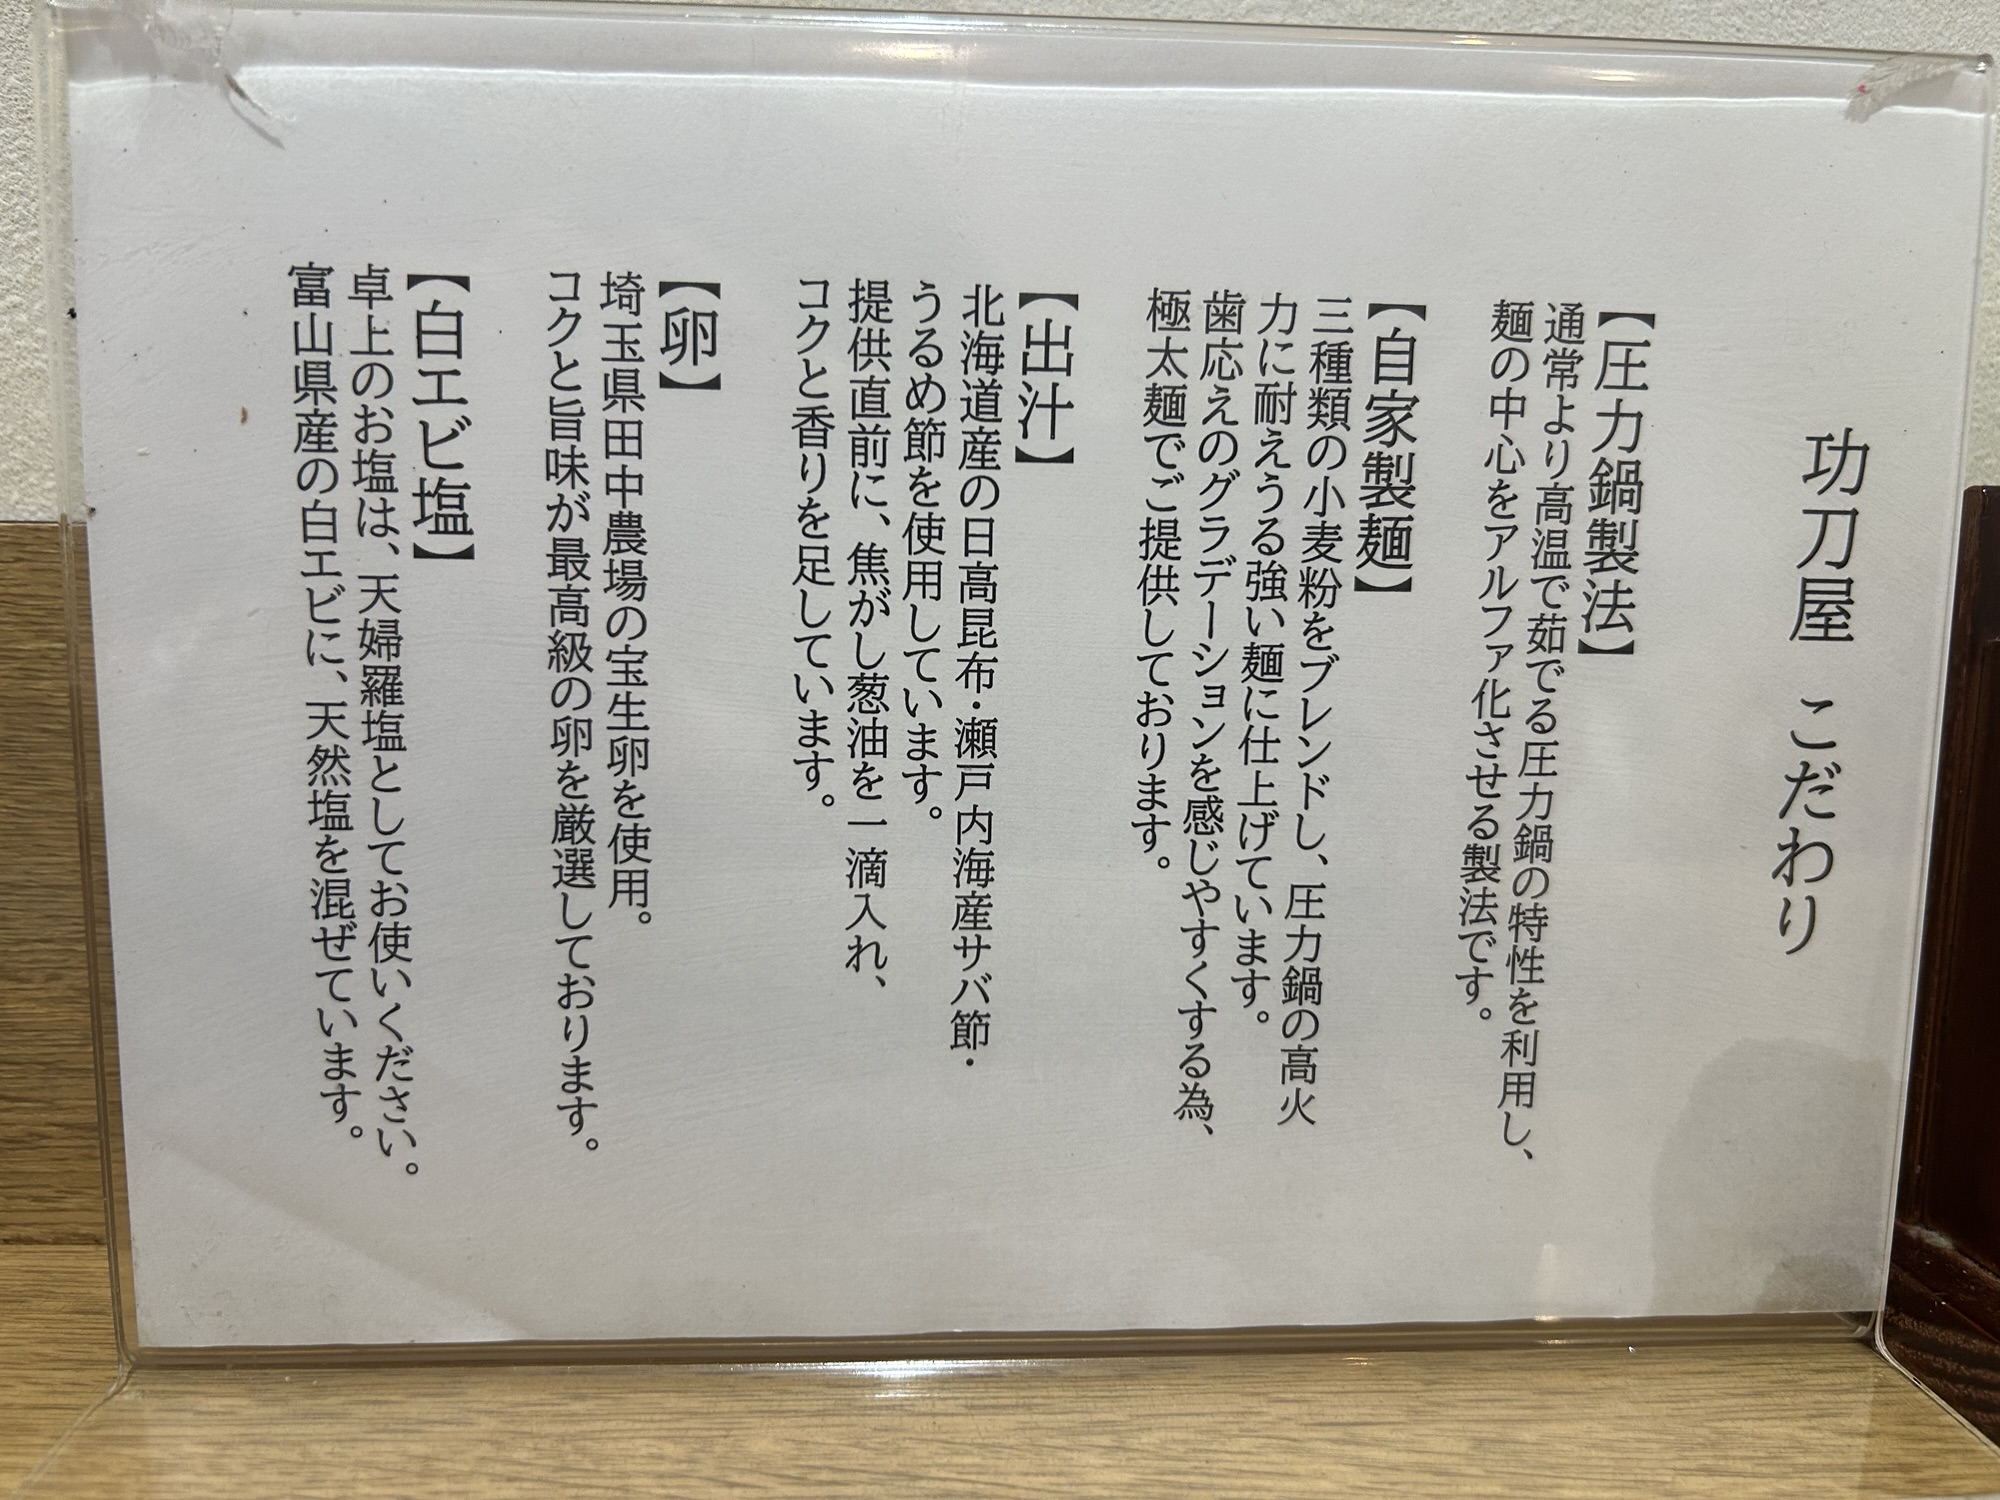 功刀屋 こだわり
【圧力鍋製法】
通常より高温で茹でる圧力鍋の特性を利用し、
麺の中心をアルファ化させる製法です。
【自家製麺】
三種類の小麦粉をブレンドし、圧力鍋の高火
力に耐えうる強い麺に仕上げています。
歯応えのグラデーションを感じやすくする為、
極太麺でご提供しております。
【出汁】
北海道産の日高昆布・瀬戸内海産サバ節・
うるめ節を使用しています。
提供直前に、焦がし葱油を一滴入れ、
コクと香りを足しています。
【卵】
埼玉県田中農場の宝生卵を使用。
コクと旨味が最高級の卵を厳選しております。
【白エビ塩】
卓上のお塩は、天婦羅塩としてお使いください。
富山県産の白エビに、天然塩を混ぜています。